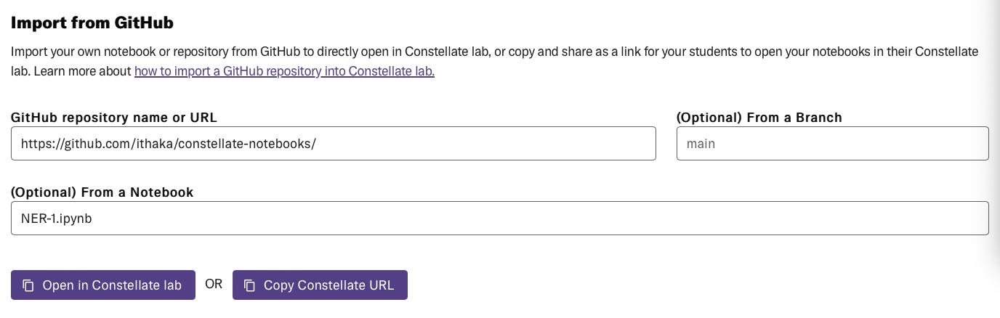 Import from GitHub
Import your own notebook or repository from GitHub to directly open in Constellate lab, or copy and share as a link for your students to open your notebooks in their Constellate
lab. Learn more about how to import a GitHub repository into Constellate lab.
GitHub repository name or URL
https://github.com/ithaka/constellate-notebooks/
(Optional) From a Branch
main
(Optional) From a Notebook
NER-1.ipynb
Open in Constellate lab OR Copy Constellate URL